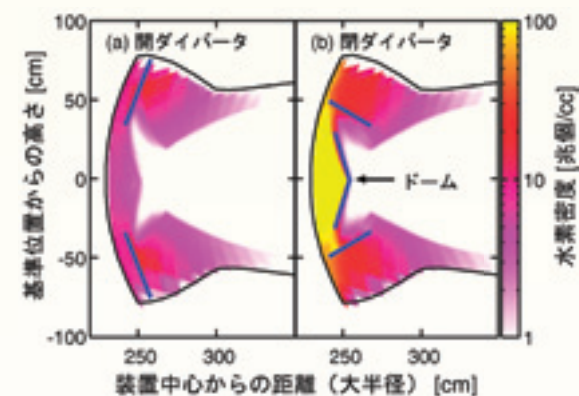 (a) 開ダイバータ
(b) 閉ダイバータ
基準位置からの高さ [cm]
100
50
0
-50
-100
250
300
250
300
装置中心からの距離（大半径） [cm]
ドーム
100
10
1
水素密度 [兆個/cc]